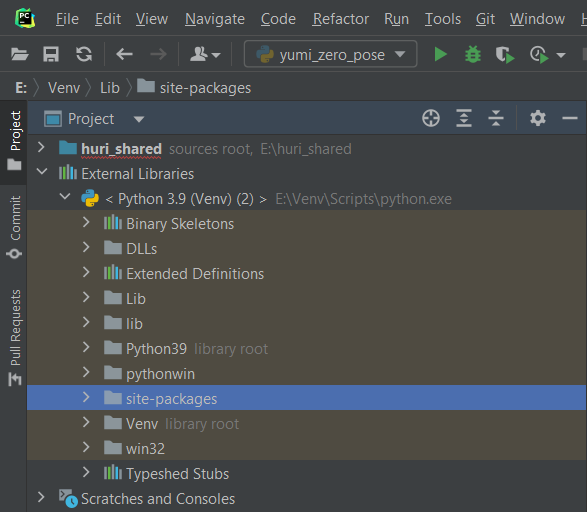 PC File Edit View Navigate Code Refactor Run Tools Git Window
yumi_zero_pose
E: Venv Lib site-packages
Project
Project
huri_shared sources root, E:\huri_shared
External Libraries
< Python 3.9 (Venv) (2) > E:\Venv\Scripts\python.exe
Binary Skeletons
DLLs
Extended Definitions
Lib
lib
Python39 library root
pythonwin
site-packages
Venv library root
win32
Typeshed Stubs
Scratches and Consoles
Commit
Pull Requests